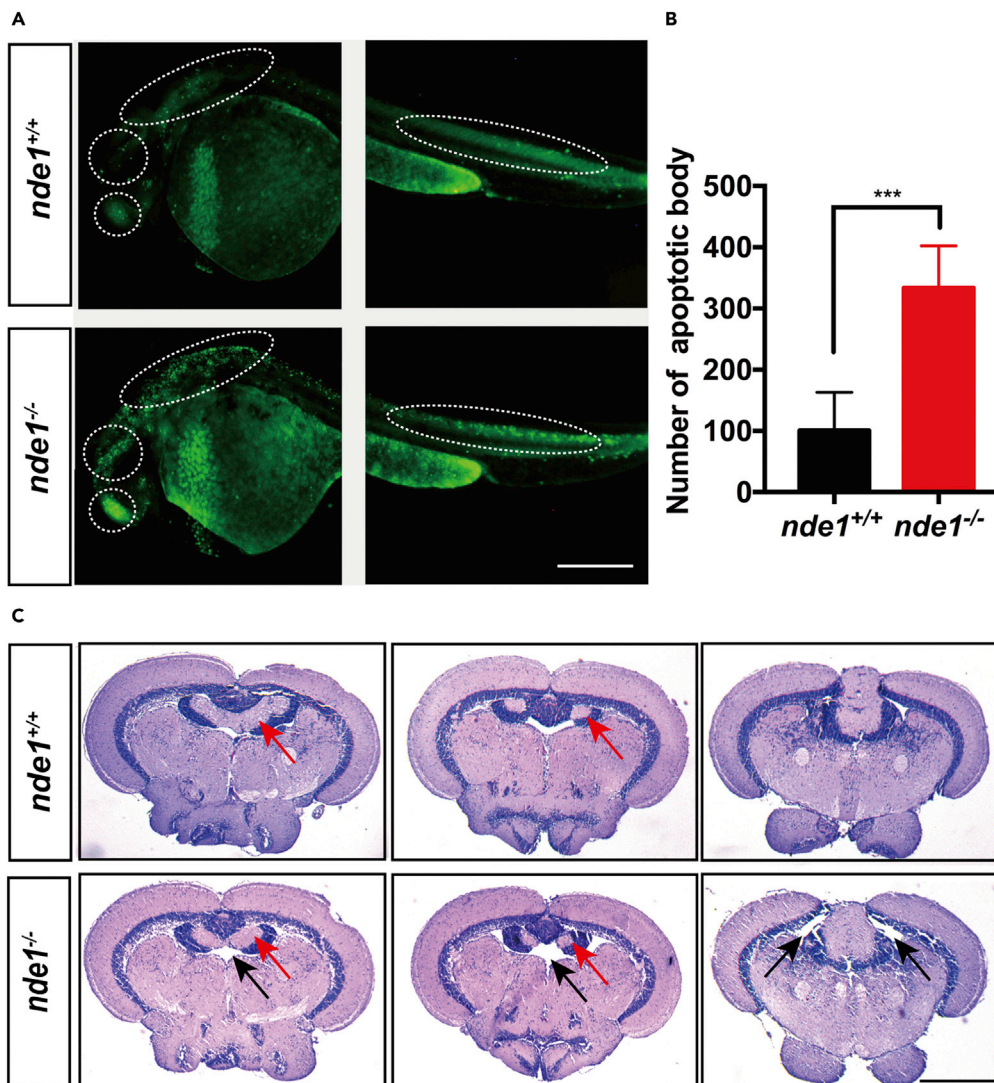 A
B
nde1+/+
nde1-/-
Number of apoptotic body
500
400
300
200
100
0
***
nde1+/+ nde1-/-
C
nde1+/+
nde1-/-